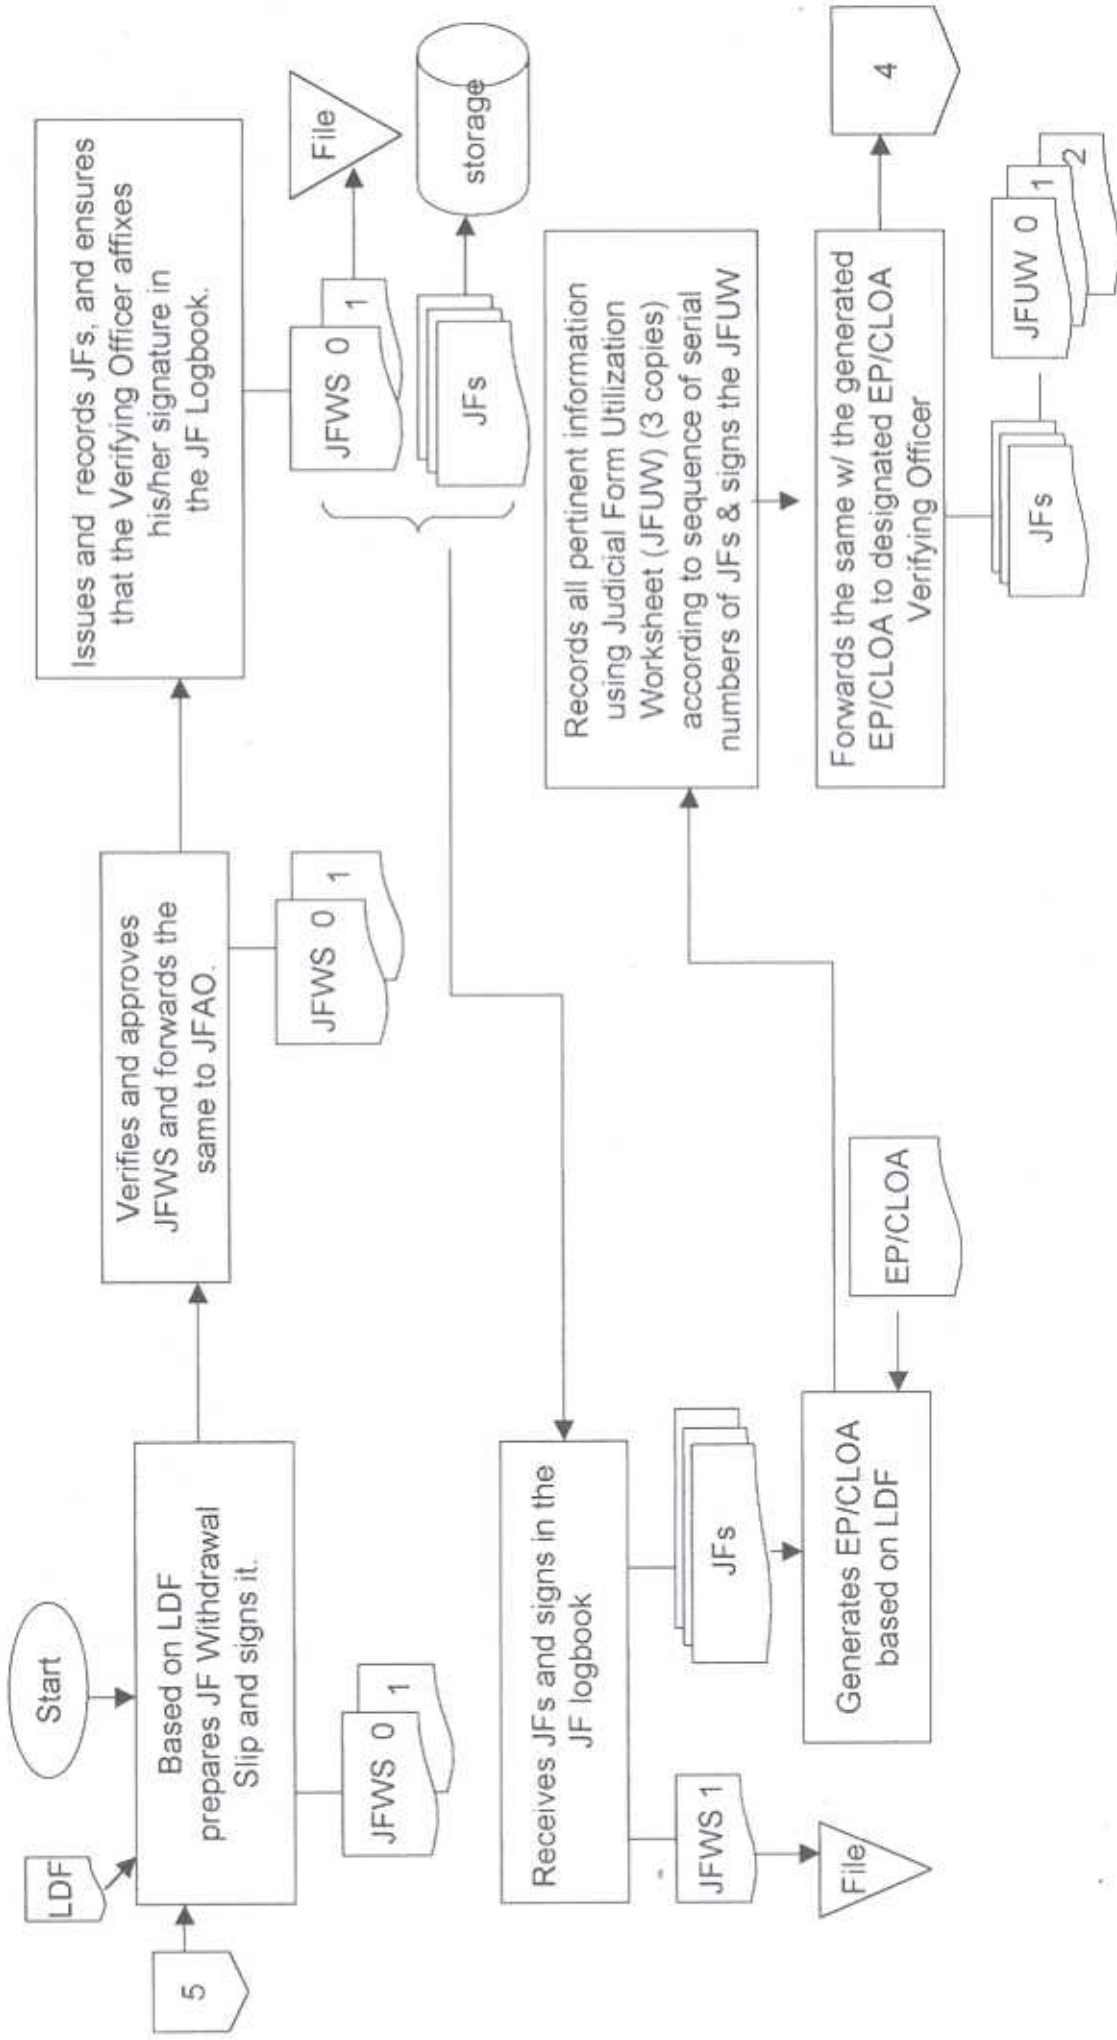 Start
LDF
5
Based on LDF
prepares JF Withdrawal
Slip and signs it.
JFWS 0
1
Verifies and approves
JFWS and forwards the
same to JFAO.
JFWS 0
1
Issues and records JFs, and ensures
that the Verifying Officer affixes
his/her signature in
the JF Logbook.
JFWS 0
1
File
JFs
storage
Receives JFs and signs in the
JF logbook
JFWS 1
File
JFs
Generates EP/CLOA
based on LDF
EP/CLOA
Records all pertinent information
using Judicial Form Utilization
Worksheet (JFUW) (3 copies)
according to sequence of serial
numbers of JFs & signs the JFUW
Forwards the same w/ the generated
EP/CLOA to designated EP/CLOA
Verifying Officer
JFs
JFUW 0
1
2
4